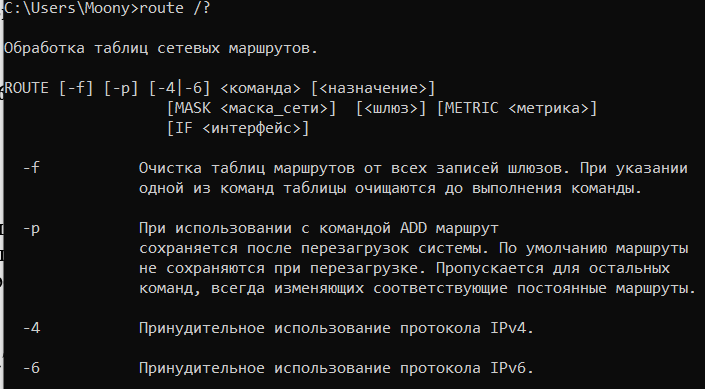 C:\Users\Moony>route /?
Обработка таблиц сетевых маршрутов.
ROUTE [-f] [-p] [-4|-6] <команда> [<назначение>]
[MASK <маска_сети>]  [<шлюз>] [METRIC <метрика>]
[IF <интерфейс>]
-f Очистка таблиц маршрутов от всех записей шлюзов. При указании
одной из команд таблицы очищаются до выполнения команды.
-p При использовании с командой ADD маршрут
сохраняется после перезагрузок системы. По умолчанию маршруты
не сохраняются при перезагрузке. Пропускается для остальных
команд, всегда изменяющих соответствующие постоянные маршруты.
-4 Принудительное использование протокола IPv4.
-6 Принудительное использование протокола IPv6.